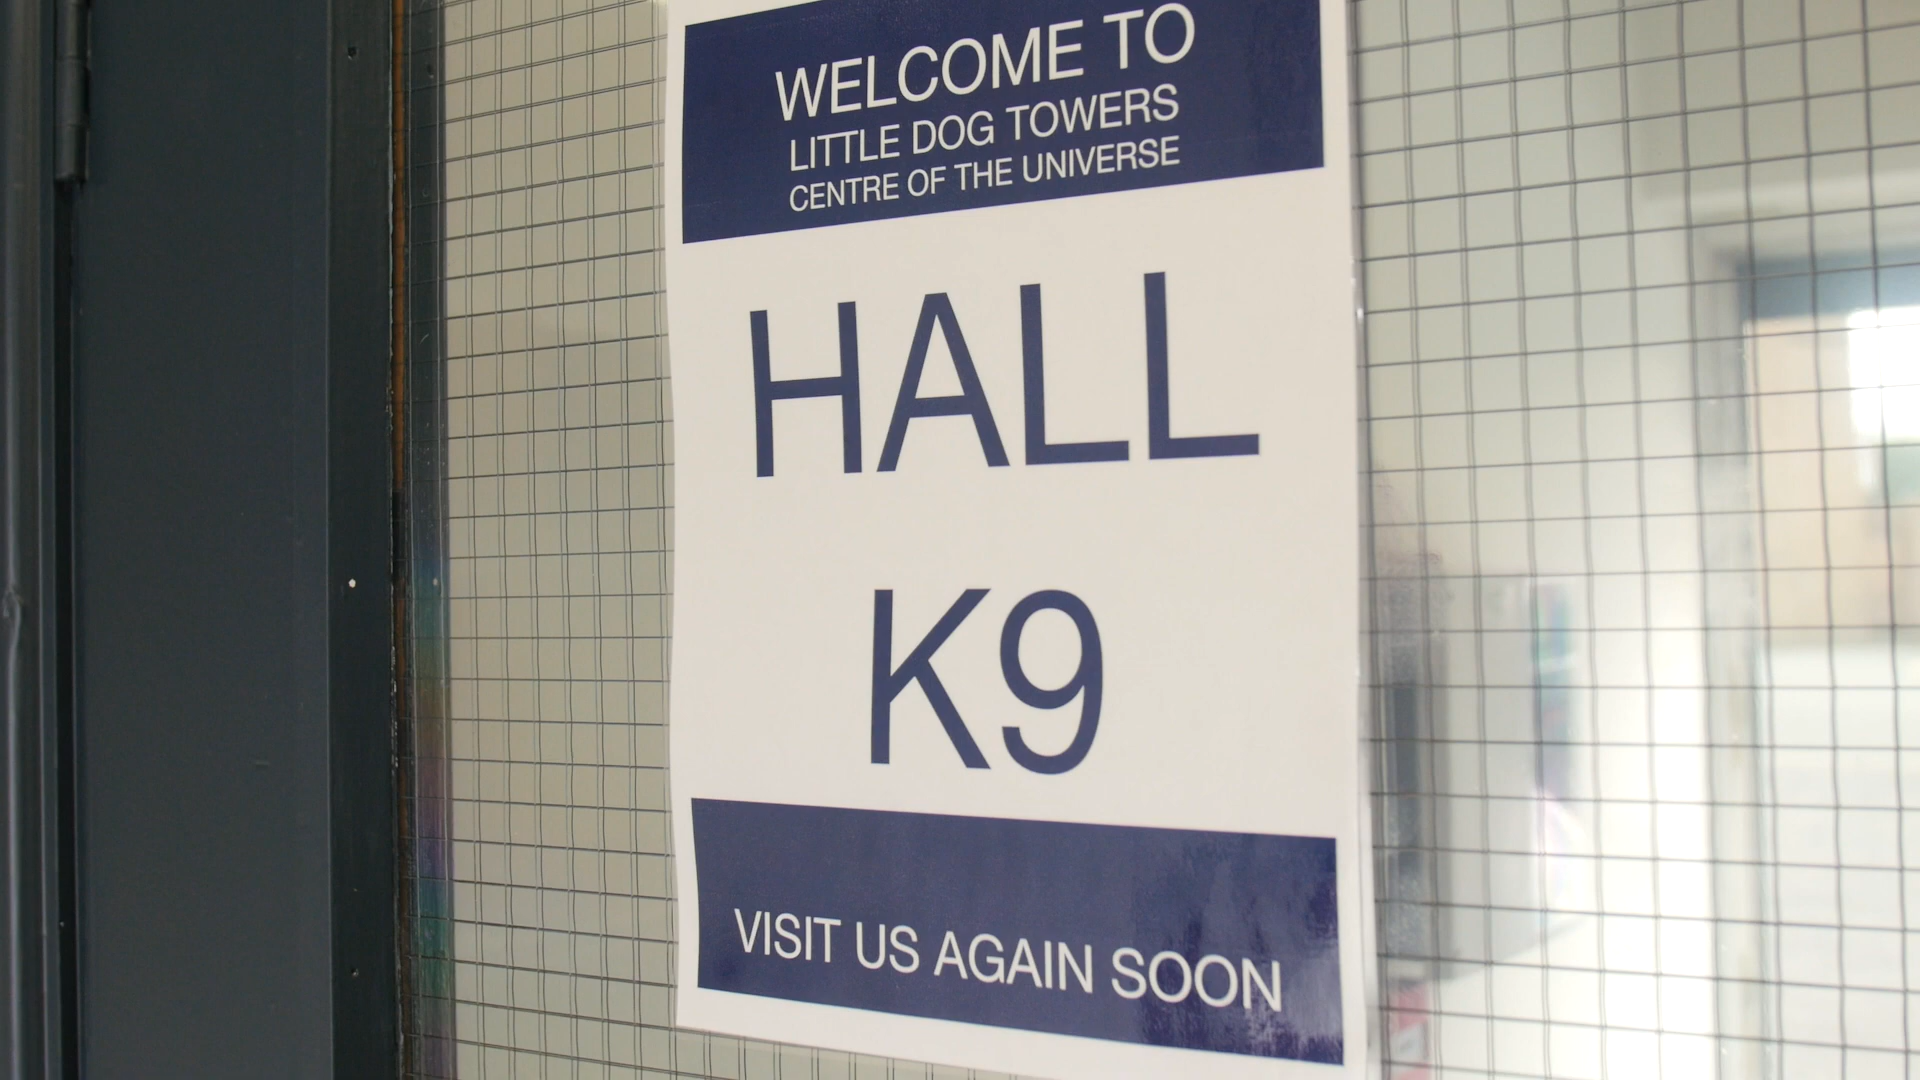 WELCOME TO
LITTLE DOG TOWERS
CENTRE OF THE UNIVERSE
HALL
K9
VISIT US AGAIN SOON